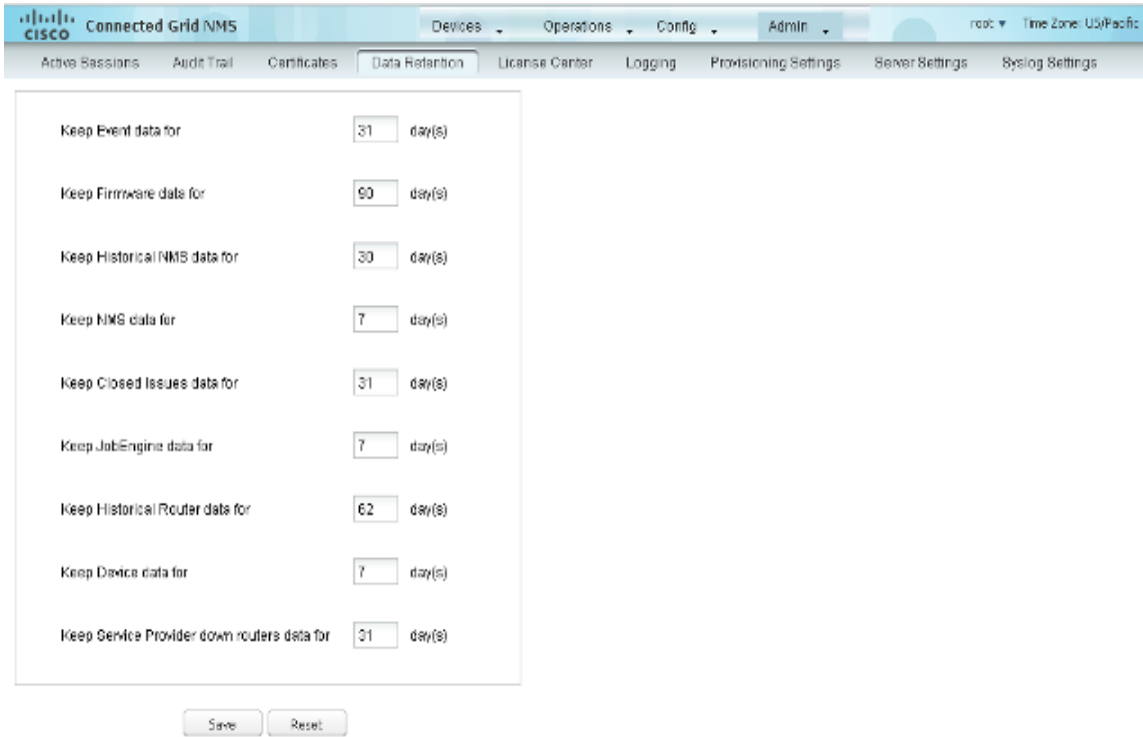 CISCO Connected Grid NMS Devices Operations Config Admin root Time Zone: US/Pacific
Active Sessions Audit Trail Certificates Data Retention License Center Logging Provisioning Settings Server Settings Syslog Settings
Keep Event data for 31 day(s)
Keep Firmware data for 90 day(s)
Keep Historical NMS data for 30 day(s)
Keep NMS data for 7 day(s)
Keep Closed Issues data for 31 day(s)
Keep JobEngine data for 7 day(s)
Keep Historical Router data for 62 day(s)
Keep Device data for 7 day(s)
Keep Service Provider down routers data for 31 day(s)
Save Reset